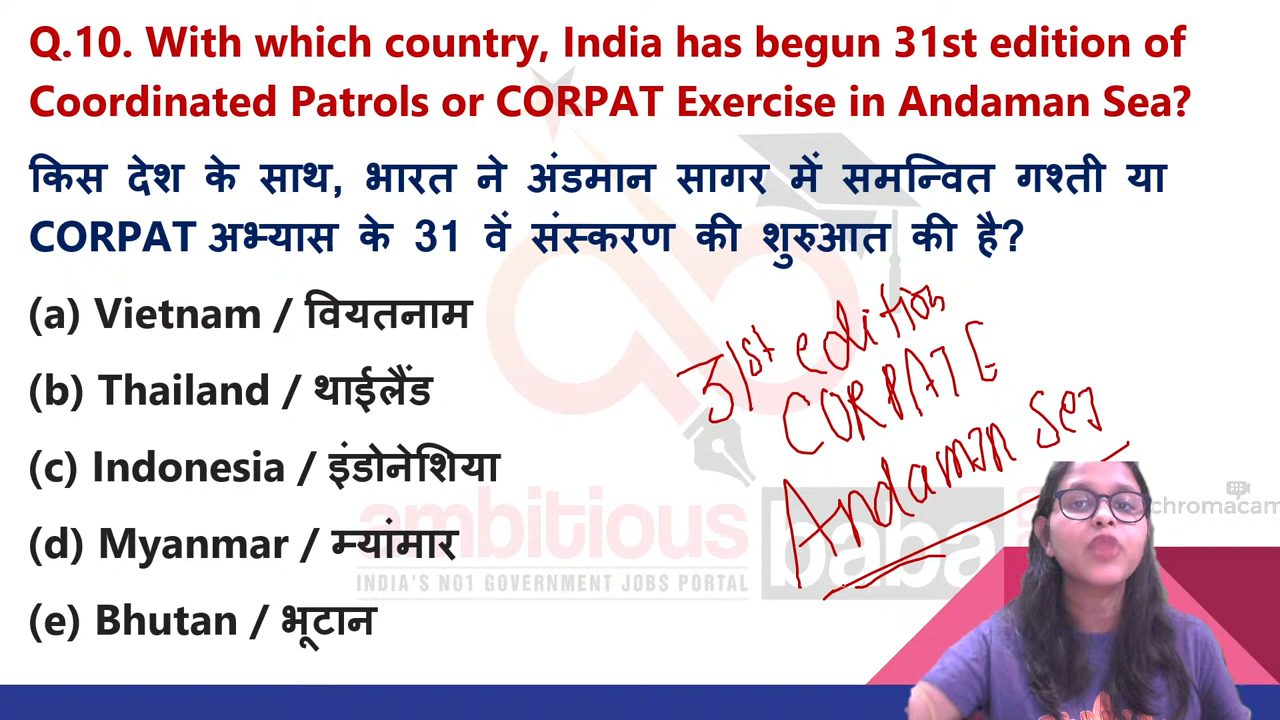 Q.10. With which country, India has begun 31st edition of
Coordinated Patrols or CORPAT Exercise in Andaman Sea?
किस देश के साथ, भारत ने अंडमान सागर में समन्वित गश्ती या
CORPAT अभ्यास के 31 वें संस्करण की शुरुआत की है?
(a) Vietnam / वियतनाम
(b) Thailand / थाईलैंड
(c) Indonesia / इंडोनेशिया
(d) Myanmar / म्यांमार
(e) Bhutan / भूटान
31st edition
CORPAT E
Andaman Sea
ambitious baba
INDIA'S NO1 GOVERNMENT JOBS PORTAL
chromacam